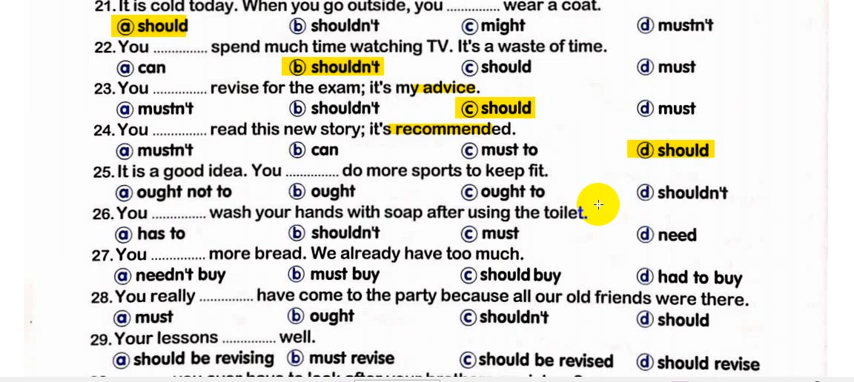 21. It is cold today. When you go outside, you .............. wear a coat.
ⓐ should ⓑ shouldn't ⓒ might ⓓ mustn't
22. You .............. spend much time watching TV. It's a waste of time.
ⓐ can ⓑ shouldn't ⓒ should ⓓ must
23. You .............. revise for the exam; it's my advice.
ⓐ mustn't ⓑ shouldn't ⓒ should ⓓ must
24. You .............. read this new story; it's recommended.
ⓐ mustn't ⓑ can ⓒ must to ⓓ should
25. It is a good idea. You .............. do more sports to keep fit.
ⓐ ought not to ⓑ ought ⓒ ought to ⓓ shouldn't
26. You .............. wash your hands with soap after using the toilet.
ⓐ has to ⓑ shouldn't ⓒ must ⓓ need
27. You .............. more bread. We already have too much.
ⓐ needn't buy ⓑ must buy ⓒ should buy ⓓ had to buy
28. You really .............. have come to the party because all our old friends were there.
ⓐ must ⓑ ought ⓒ shouldn't ⓓ should
29. Your lessons .............. well.
ⓐ should be revising ⓑ must revise ⓒ should be revised ⓓ should revise